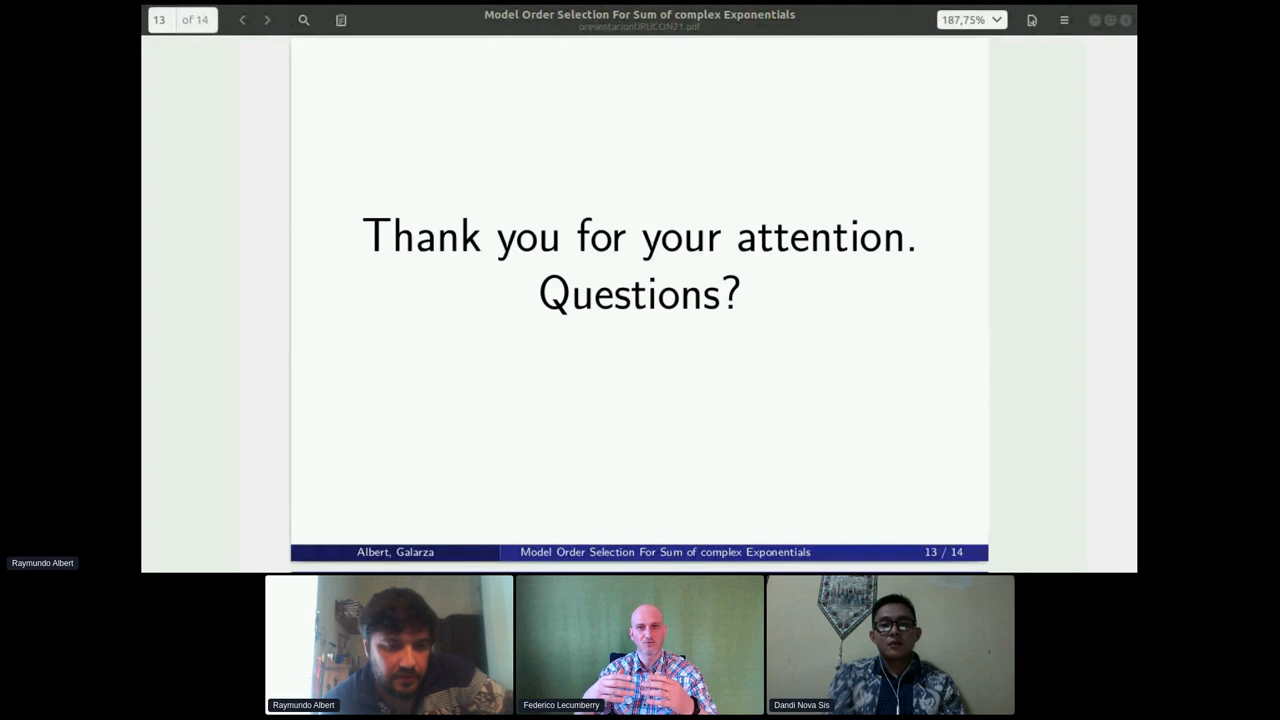 13 of 14
Model Order Selection For Sum of complex Exponentials
presentacionURUCON21.pdf
187,75%
Thank you for your attention.
Questions?
Albert, Galarza
Model Order Selection For Sum of complex Exponentials
13 / 14
Raymundo Albert
Raymundo Albert
Federico Lecumberry
Dandi Nova Sis